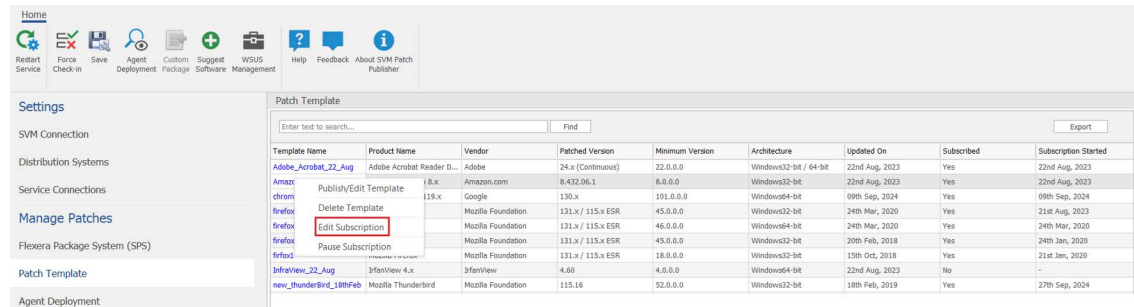 Home
Restart Service
Force Check-in
Save
Agent Deployment
Custom Package
Suggest Software
WSUS Management
Help
Feedback
About SVM Patch Publisher
Settings
SVM Connection
Distribution Systems
Service Connections
Manage Patches
Flexera Package System (SPS)
Patch Template
Agent Deployment
Patch Template
Enter text to search... Find Export
Template Name Product Name Vendor Patched Version Minimum Version Architecture Updated On Subscribed Subscription Started
Adobe_Acrobat_22_Aug Adobe Acrobat Reader D... Adobe 24.x (Continuous) 22.0.0.0 Windows32-bit / 64-bit 22nd Aug, 2023 Yes 22nd Aug, 2023
8.x Amazon.com 8.432.06.1 8.0.0.0 Windows32-bit 22nd Aug, 2023 Yes 22nd Aug, 2023
chrom 119.x Google 130.x 101.0.0.0 Windows64-bit 09th Sep, 2024 Yes 09th Sep, 2024
firefox Mozilla Foundation 131.x / 115.x ESR 45.0.0.0 Windows32-bit 24th Mar, 2020 Yes 21st Aug, 2023
firefox Mozilla Foundation 131.x / 115.x ESR 46.0.0.0 Windows64-bit 24th Mar, 2020 Yes 24th Mar, 2020
firefox Mozilla Foundation 131.x / 115.x ESR 45.0.0.0 Windows32-bit 20th Feb, 2018 Yes 24th Jan, 2020
firfox1 Mozilla Foundation 131.x / 115.x ESR 18.0.0.0 Windows32-bit 15th Oct, 2018 Yes 21st Jan, 2020
InfraView_22_Aug IrfanView 4.x IrfanView 4.60 4.0.0.0 Windows64-bit 22nd Aug, 2023 No -
new_thunderBird_18thFeb Mozilla Thunderbird Mozilla Foundation 115.16 52.0.0.0 Windows32-bit 18th Feb, 2019 Yes 27th Sep, 2024
Publish/Edit Template
Delete Template
Edit Subscription
Pause Subscription